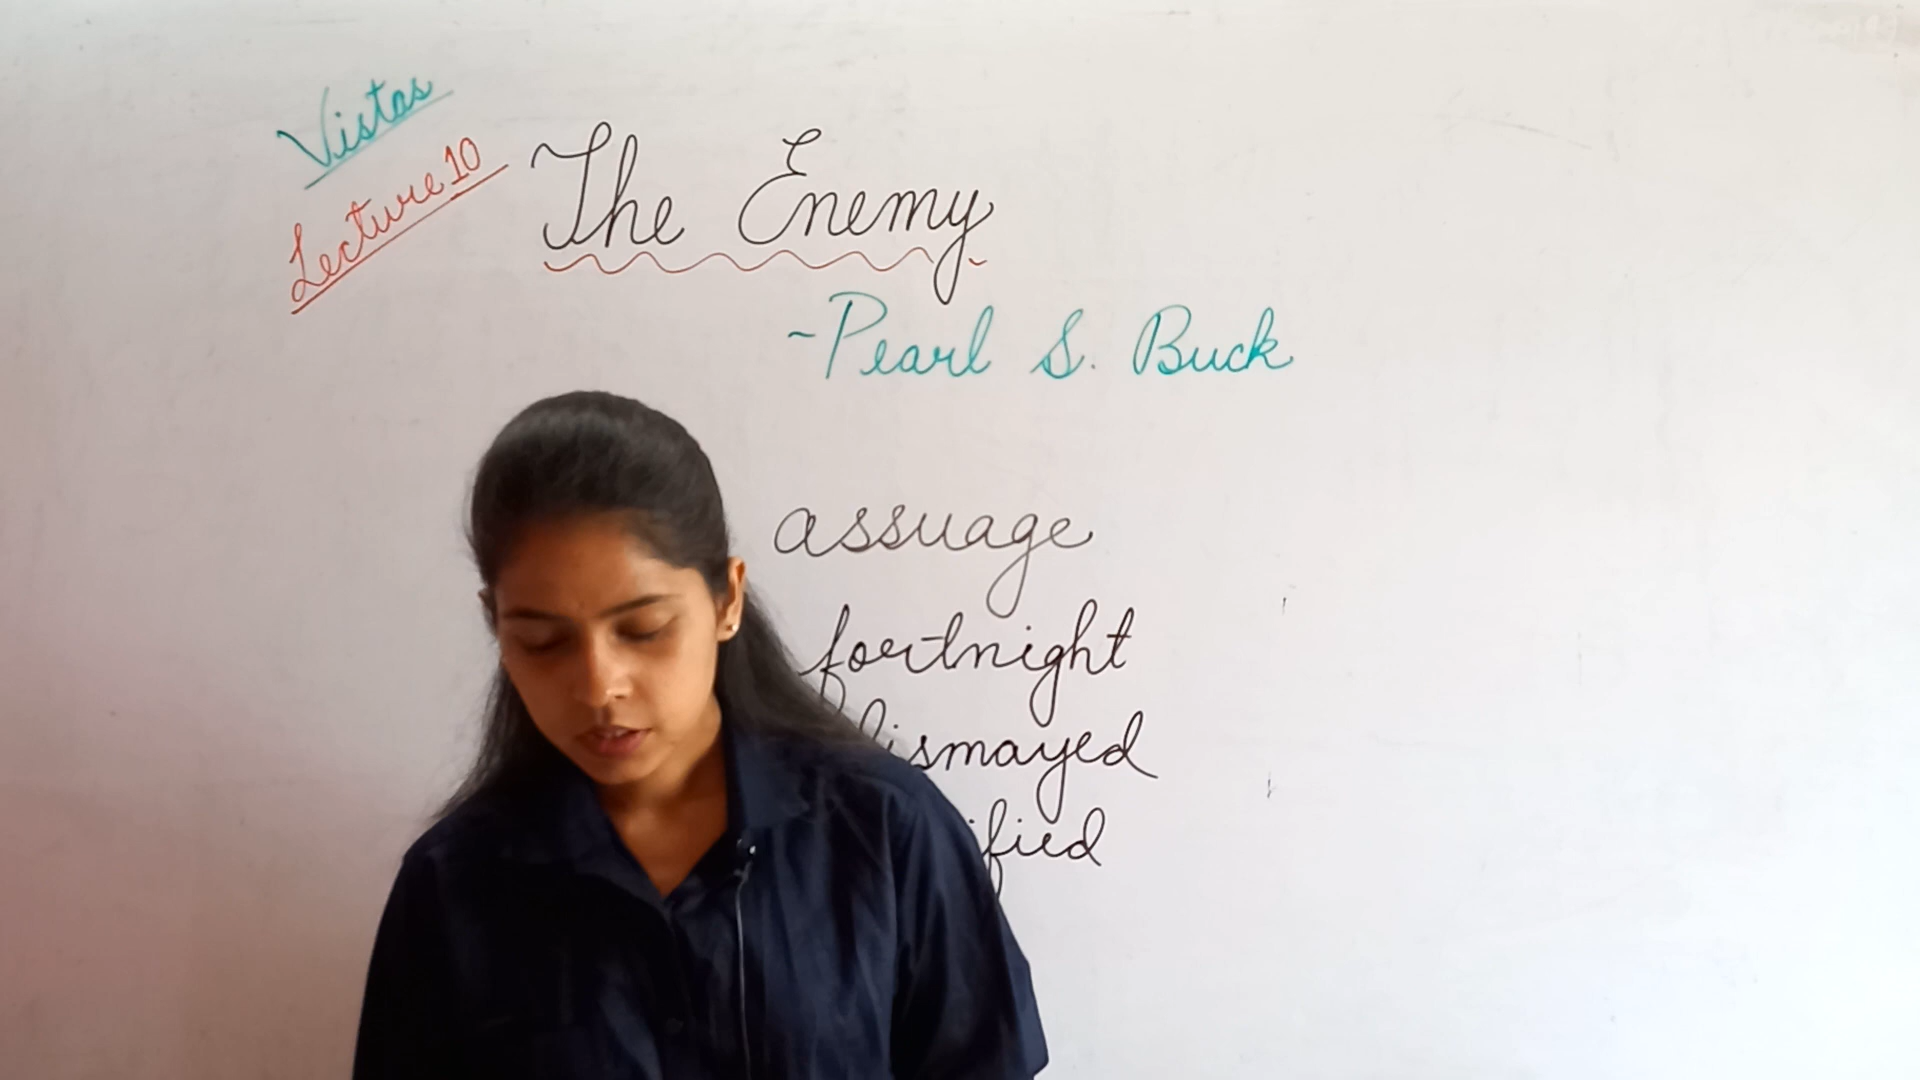 Vistas
Lecture 10
The Enemy
~Pearl S. Buck
assuage
fortnight